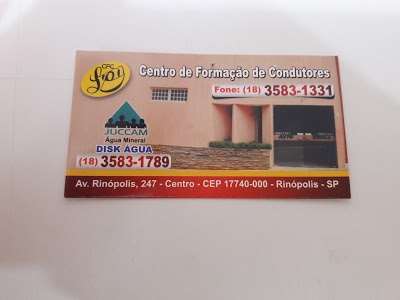 CFC
Centro de Formação de Condutores
Fone: (18) 3583-1331
JUCCAM
Água Mineral
DISK ÁGUA
(18) 3583-1789
Av. Rinópolis, 247 - Centro - CEP 17740-000 - Rinópolis - SP